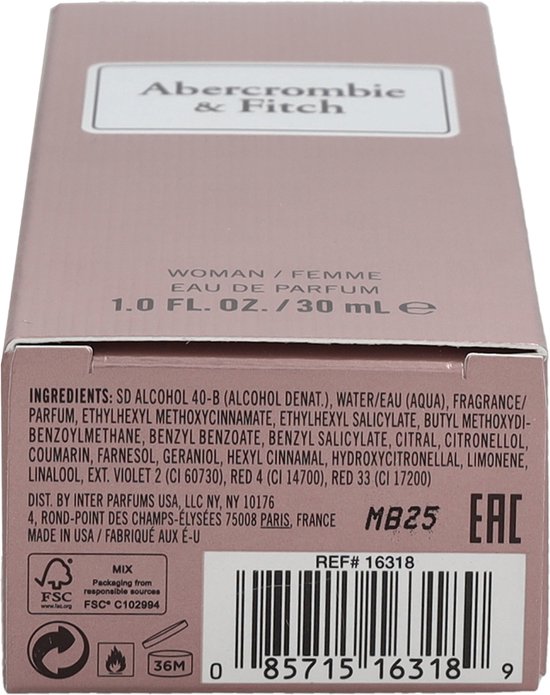 Abercrombie
& Fitch
WOMAN / FEMME
EAU DE PARFUM
1.0 FL. OZ. / 30 mL ℮
INGREDIENTS: SD ALCOHOL 40-B (ALCOHOL DENAT.), WATER/EAU (AQUA), FRAGRANCE/
PARFUM, ETHYLHEXYL METHOXYCINNAMATE, ETHYLHEXYL SALICYLATE, BUTYL METHOXYDI-
BENZOYLMETHANE, BENZYL BENZOATE, BENZYL SALICYLATE, CITRAL, CITRONELLOL,
COUMARIN, FARNESOL, GERANIOL, HEXYL CINNAMAL, HYDROXYCITRONELLAL, LIMONENE,
LINALOOL, EXT. VIOLET 2 (CI 60730), RED 4 (CI 14700), RED 33 (CI 17200)
DIST. BY INTER PARFUMS USA, LLC NY, NY 10176
4, ROND-POINT DES CHAMPS-ÉLYSÉES 75008 PARIS, FRANCE
MADE IN USA / FABRIQUÉ AUX É-U
MB25
EAC
FSC
www.fsc.org
MIX
Packaging from
responsible sources
FSC® C102994
36M
REF# 16318
0 85715 16318 9